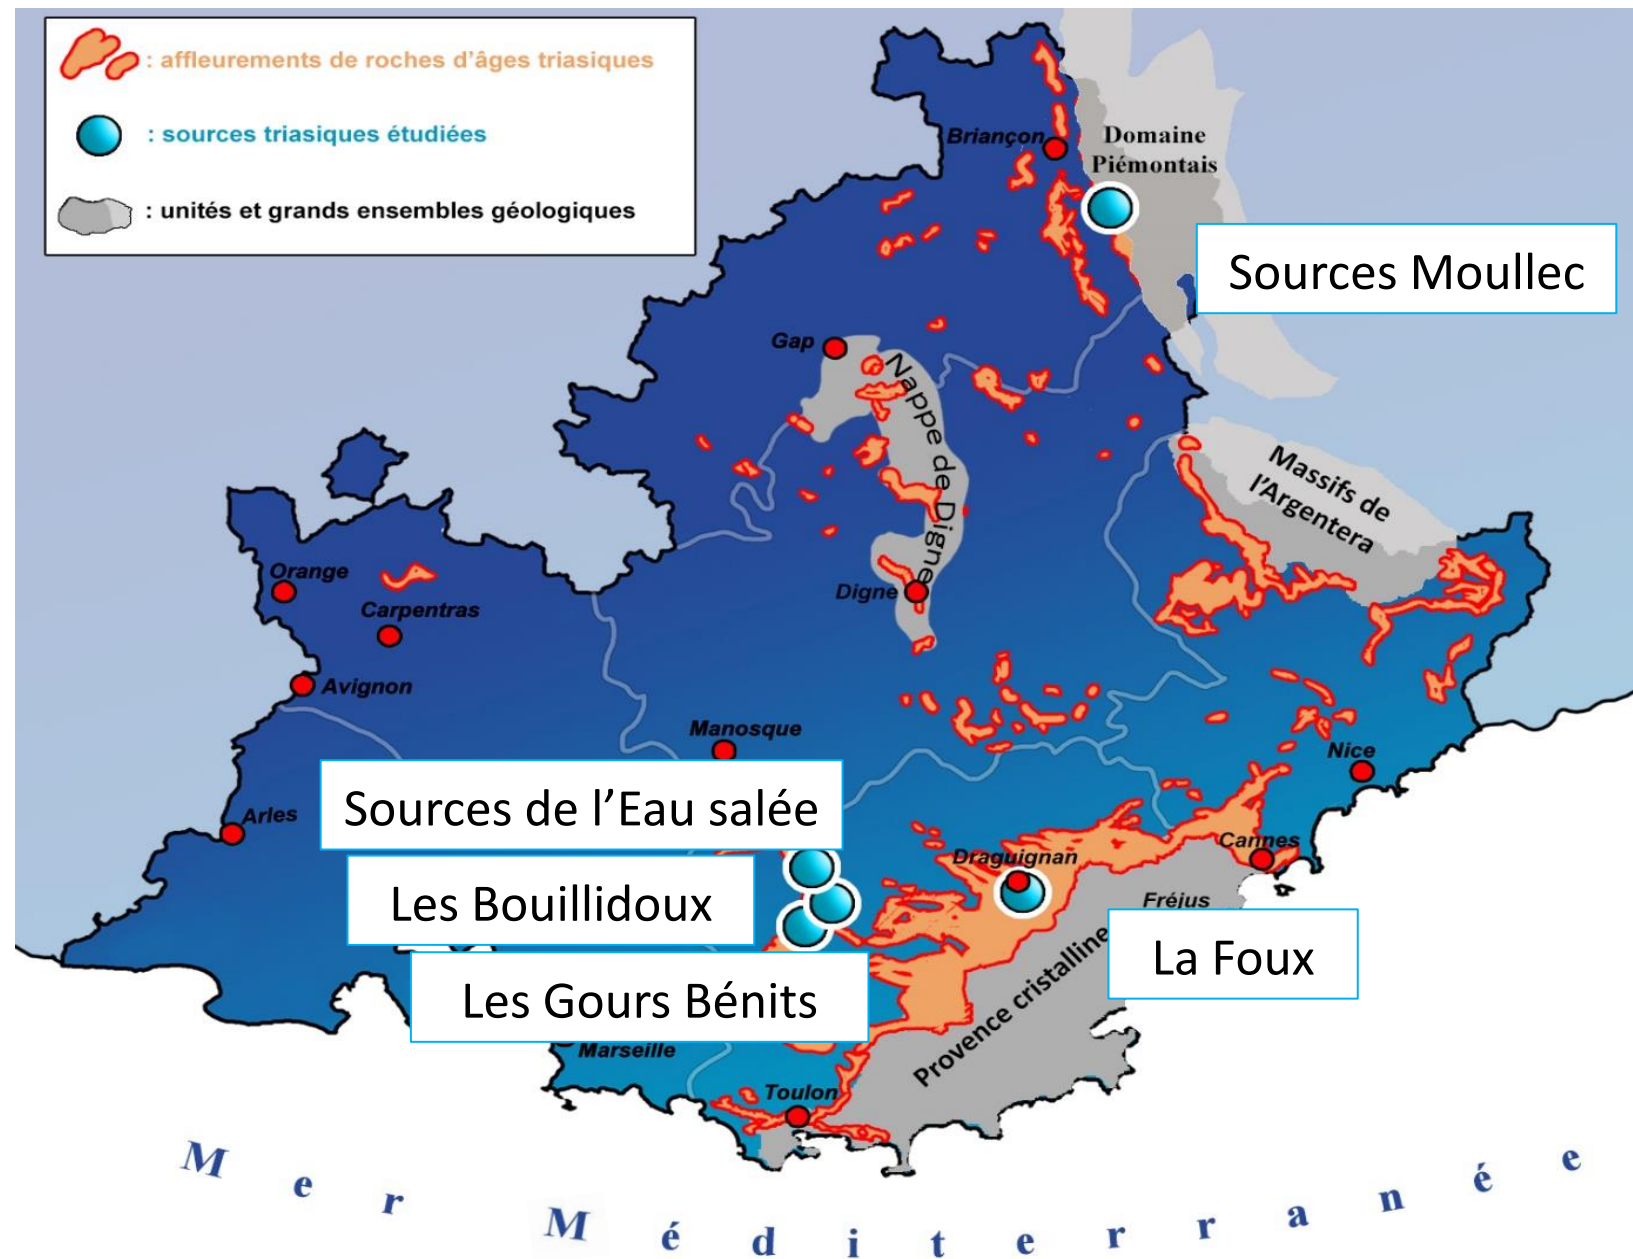 : affleurements de roches d'âges triasiques
: sources triasiques étudiées
: unités et grands ensembles géologiques
Briançon
Domaine
Piémontais
Sources Moullec
Gap
Nappe de Digne
Massifs de
l'Argentera
Orange
Carpentras
Digne
Avignon
Manosque
Nice
Sources de l'Eau salée
Arles
Cannes
Draguignan
Les Bouillidoux
Fréjus
La Foux
Les Gours Bénits
Provence cristalline
Marseille
Toulon
Mer Méditerranée